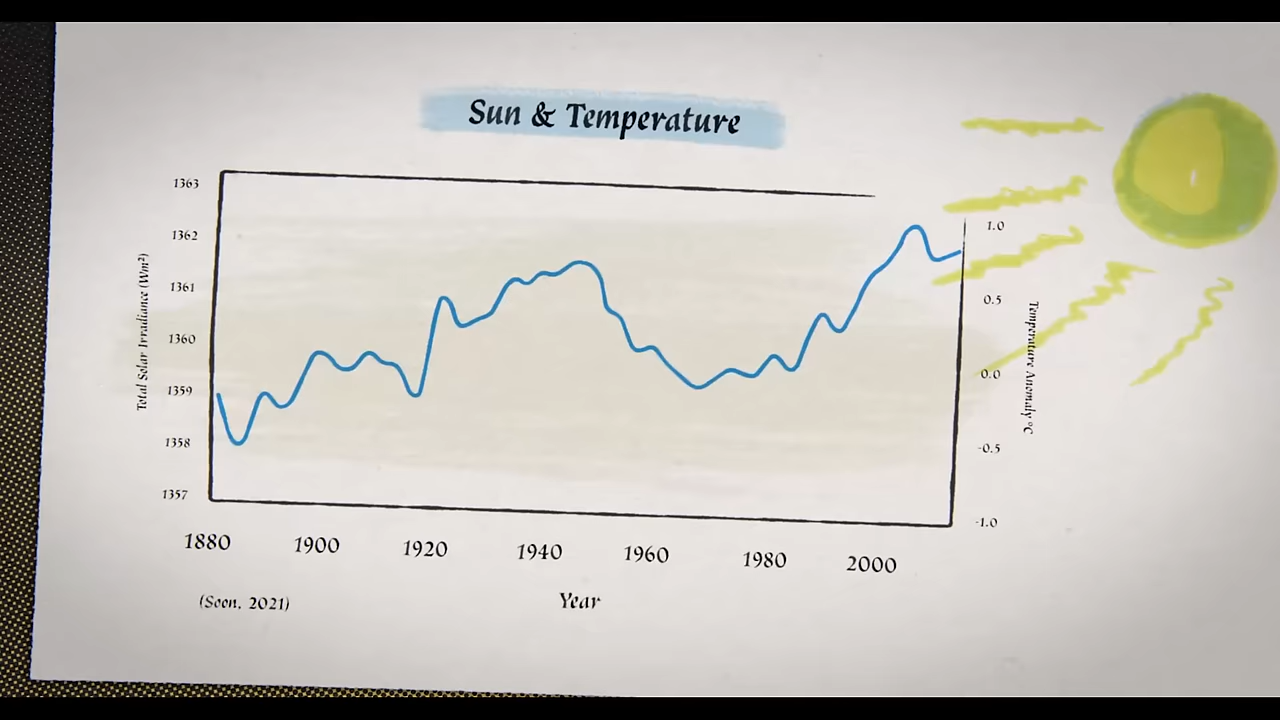 Sun & Temperature
1363
1362
1361
1360
1359
1358
1357
Total Solar Irradiance (Wm²)
1.0
0.5
0.0
-0.5
-1.0
Temperature Anomaly °C
1880 1900 1920 1940 1960 1980 2000
(Soon, 2021)
Year